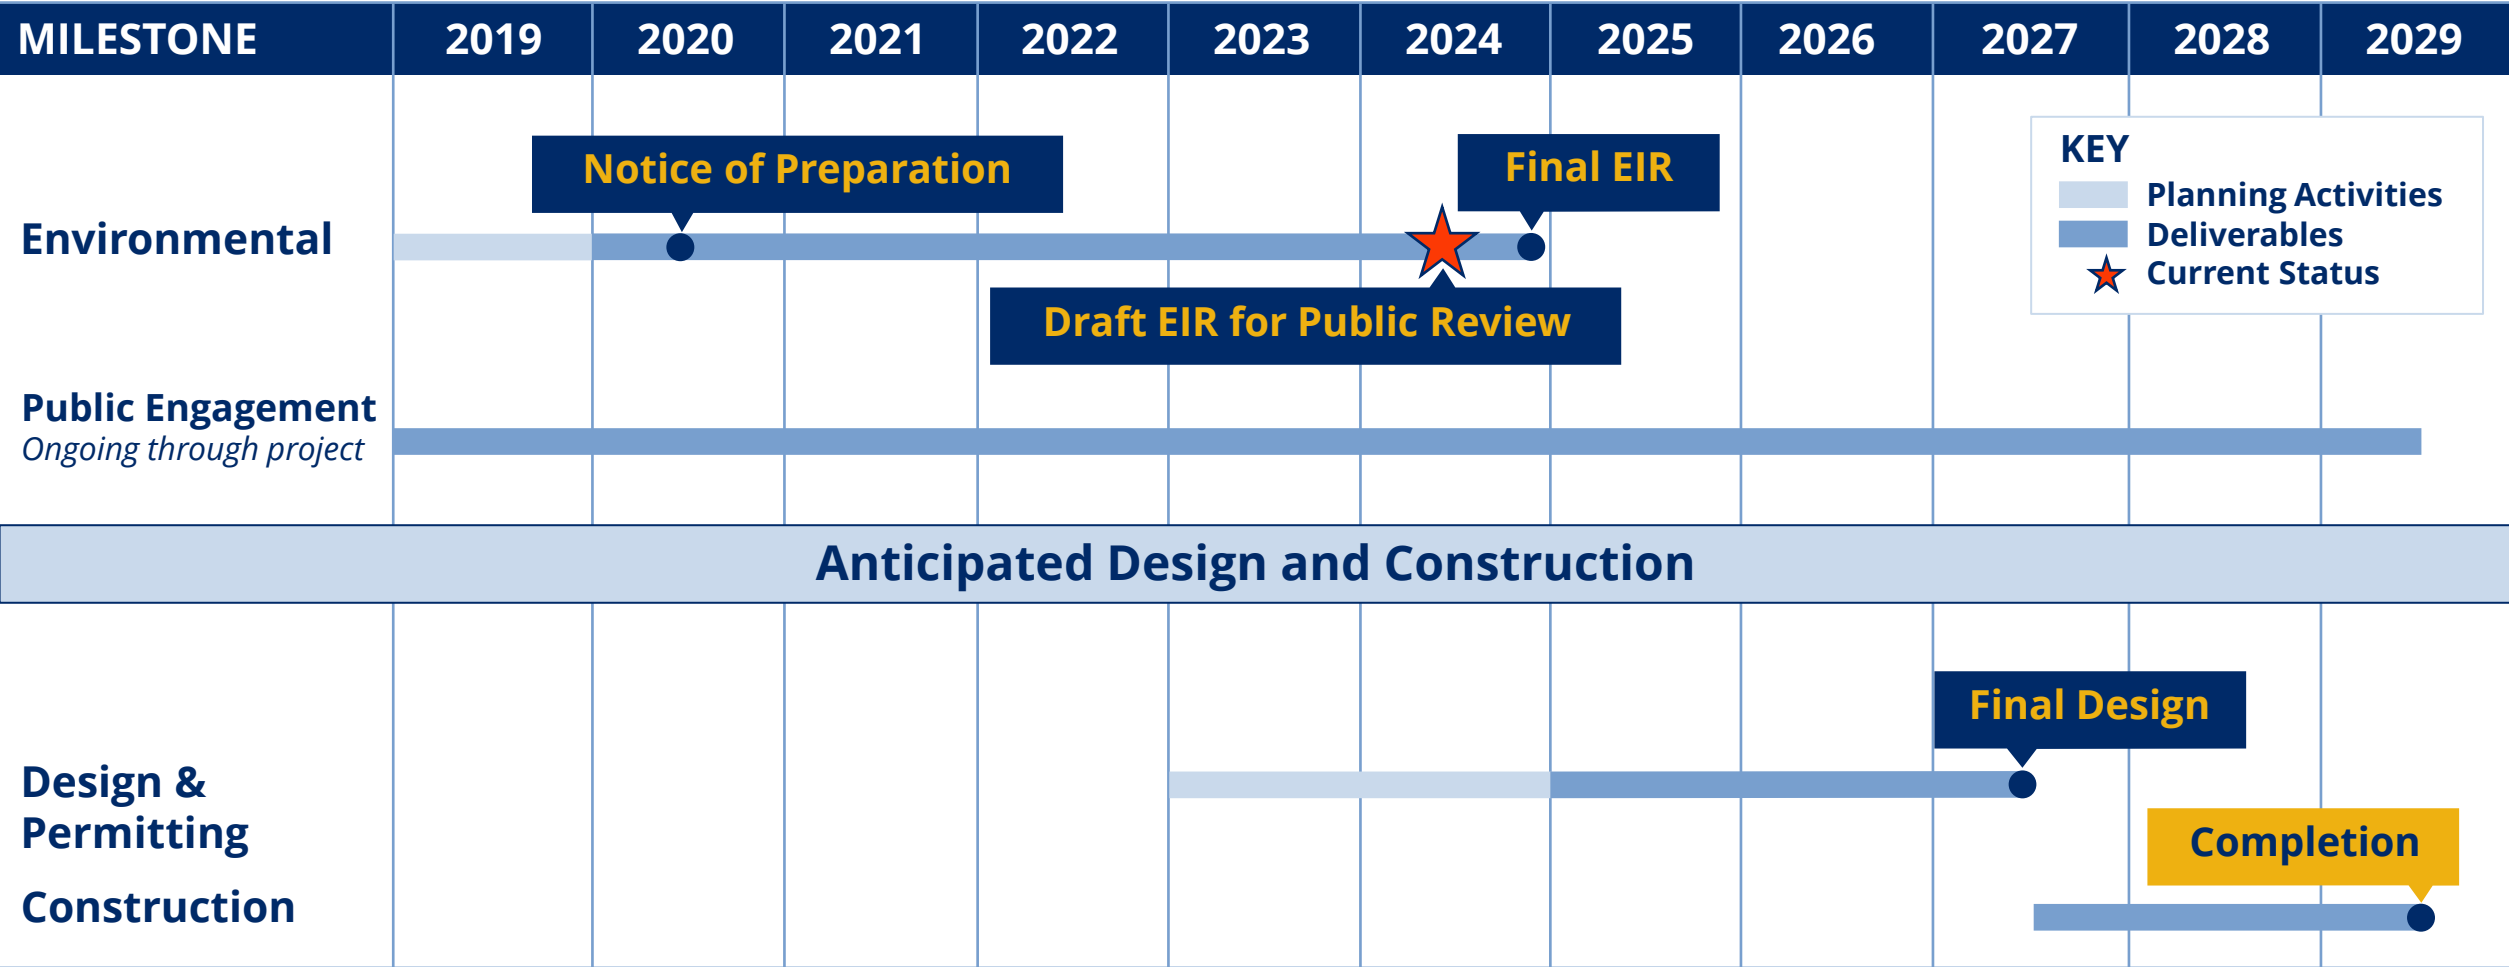 MILESTONE 2019 2020 2021 2022 2023 2024 2025 2026 2027 2028 2029
Notice of Preparation
Final EIR
KEY
Planning Activities
Deliverables
Current Status
Environmental
Draft EIR for Public Review
Public Engagement
Ongoing through project
Anticipated Design and Construction
Final Design
Design &
Permitting
Completion
Construction